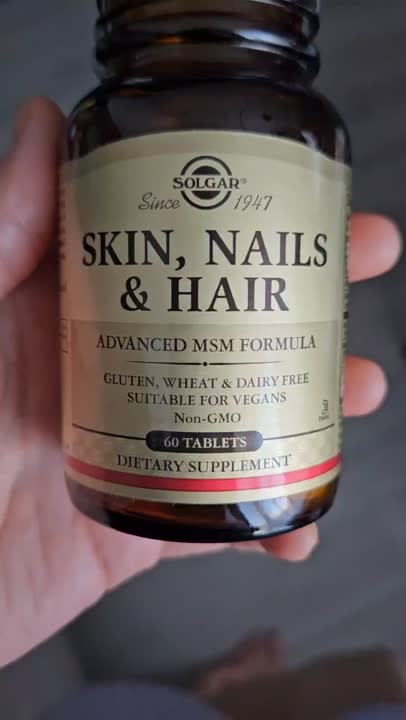 SOLGAR®
Since 1947
SKIN, NAILS
& HAIR
ADVANCED MSM FORMULA
GLUTEN, WHEAT & DAIRY FREE
SUITABLE FOR VEGANS
Non-GMO
60 TABLETS
DIETARY SUPPLEMENT